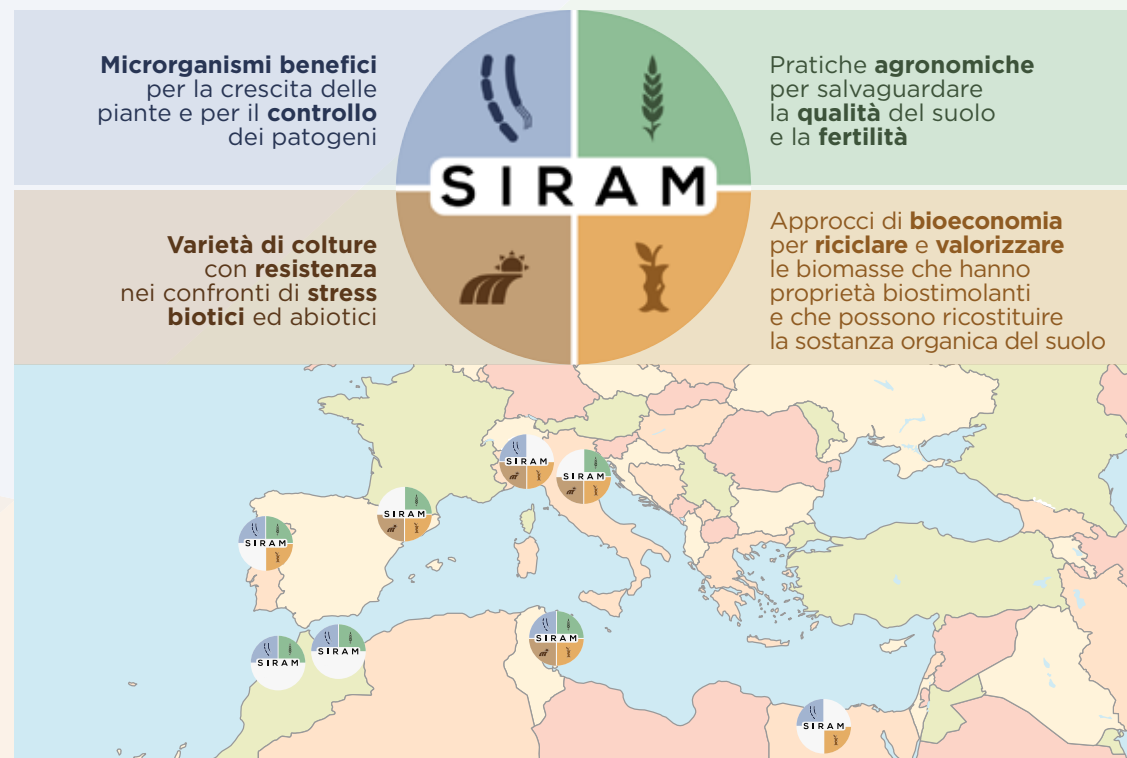 Microrganismi benefici
per la crescita delle
piante e per il controllo
dei patogeni
Pratiche agronomiche
per salvaguardare
la qualità del suolo
e la fertilità
SIRAM
Varietà di colture
con resistenza
nei confronti di stress
biotici ed abiotici
Approcci di bioeconomia
per riciclare e valorizzare
le biomasse che hanno
proprietà biostimolanti
e che possono ricostituire
la sostanza organica del suolo
SIRAM
SIRAM
SIRAM
SIRAM
SIRAM
SIRAM
SIRAM
SIRAM